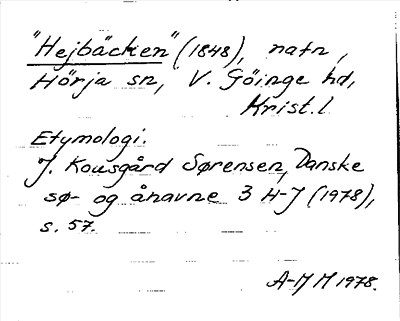 "Hejbäcken" (1848), natn,
Hörja sn, V. Göinge hd,
Krist.l.
Etymologi.
J. Kousgård Sørensen, Danske
sø- og ånavne 3 H-J (1978),
s. 57.
A-M M 1978.